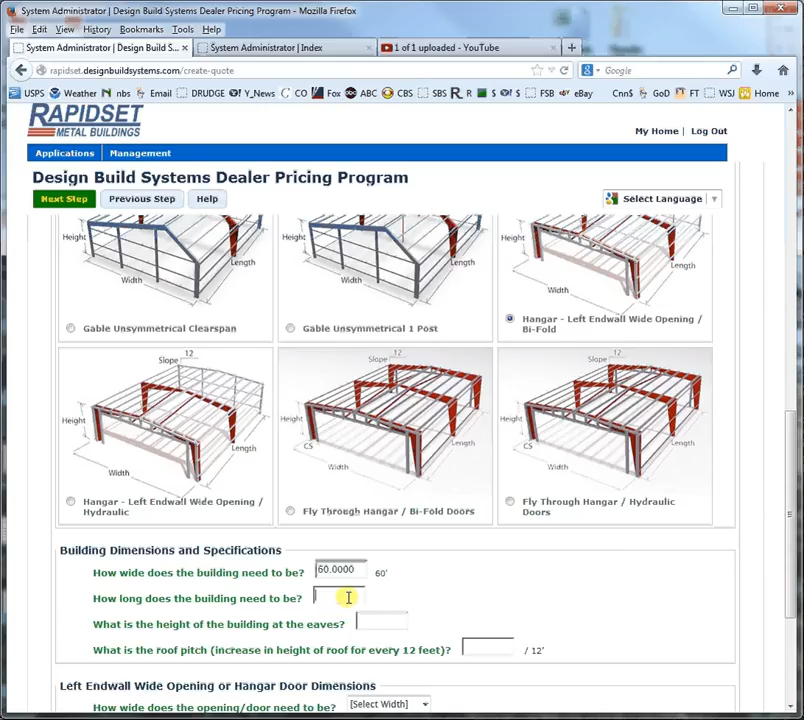 System Administrator | Design Build Systems Dealer Pricing Program - Mozilla Firefox
File Edit View History Bookmarks Tools Help
System Administrator | Design Build S... × System Administrator | Index × 1 of 1 uploaded - YouTube × +
rapidset.designbuildsystems.com/create-quote Google
USPS Weather nbs Email DRUDGE Y_News CO Fox ABC CBS SBS R $ $ FSB eBay Cnn$ GoD FT WSJ Home »
RAPIDSET
METAL BUILDINGS
My Home | Log Out
Applications Management
Design Build Systems Dealer Pricing Program
Next Step Previous Step Help Select Language ▼
Height Width Length Height Width Length Height Width Length
Gable Unsymmetrical Clearspan Gable Unsymmetrical 1 Post Hangar - Left Endwall Wide Opening / Bi-Fold
12 12 12
Slope Slope Slope
Height Length Width Height Length CS Width Height Length CS Width
Hangar - Left Endwall Wide Opening / Hydraulic Fly Through Hangar / Bi-Fold Doors Fly Through Hangar / Hydraulic Doors
Building Dimensions and Specifications
How wide does the building need to be? 60.0000 60'
How long does the building need to be?
What is the height of the building at the eaves?
What is the roof pitch (increase in height of roof for every 12 feet)? / 12'
Left Endwall Wide Opening or Hangar Door Dimensions
How wide does the opening/door need to be? [Select Width]